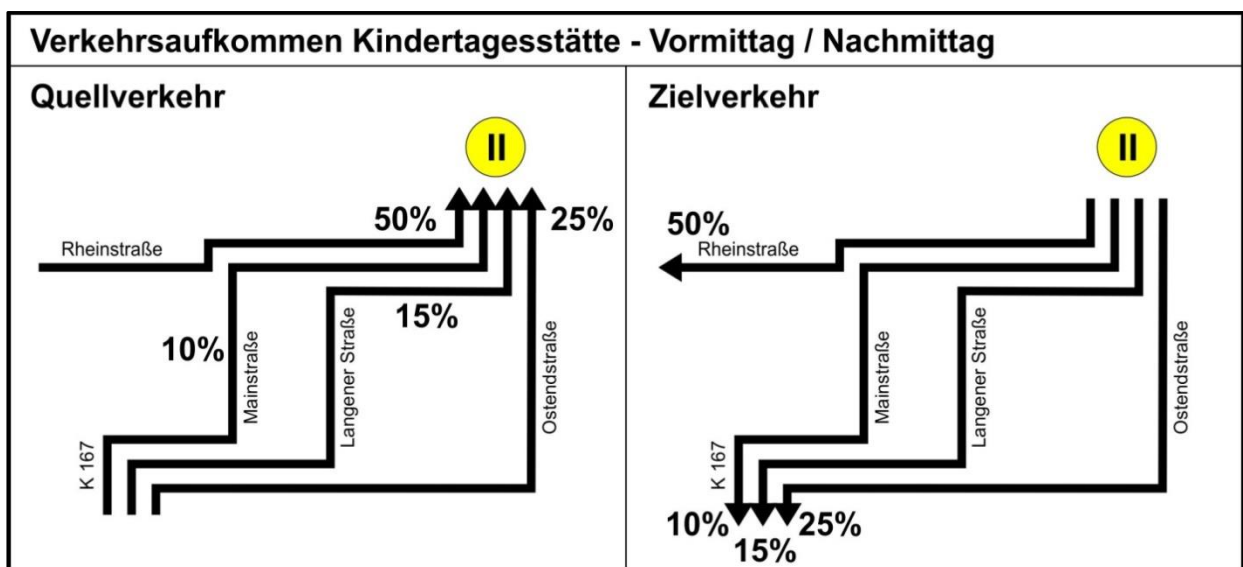 Verkehrsaufkommen Kindertagesstätte - Vormittag / Nachmittag
Quellverkehr
II
50%
25%
Rheinstraße
15%
10%
Mainstraße
Langener Straße
Ostendstraße
K 167
Zielverkehr
II
50%
Rheinstraße
Mainstraße
Langener Straße
Ostendstraße
K 167
10%
25%
15%